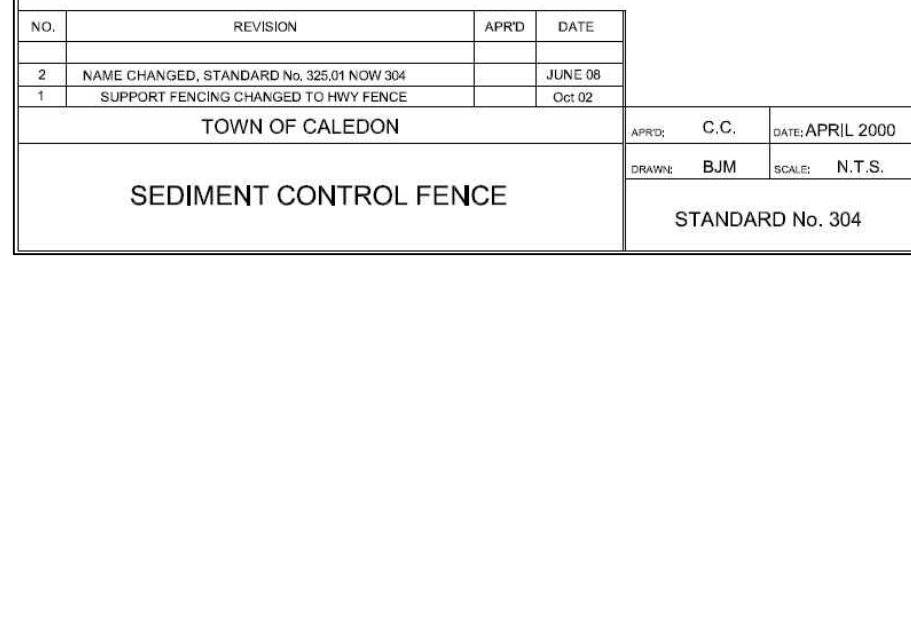 NO. REVISION APR'D DATE
2 NAME CHANGED, STANDARD No. 325.01 NOW 304 JUNE 08
1 SUPPORT FENCING CHANGED TO HWY FENCE Oct 02
TOWN OF CALEDON
APR'D: C.C. DATE: APRIL 2000
DRAWN: BJM SCALE: N.T.S.
SEDIMENT CONTROL FENCE
STANDARD No. 304